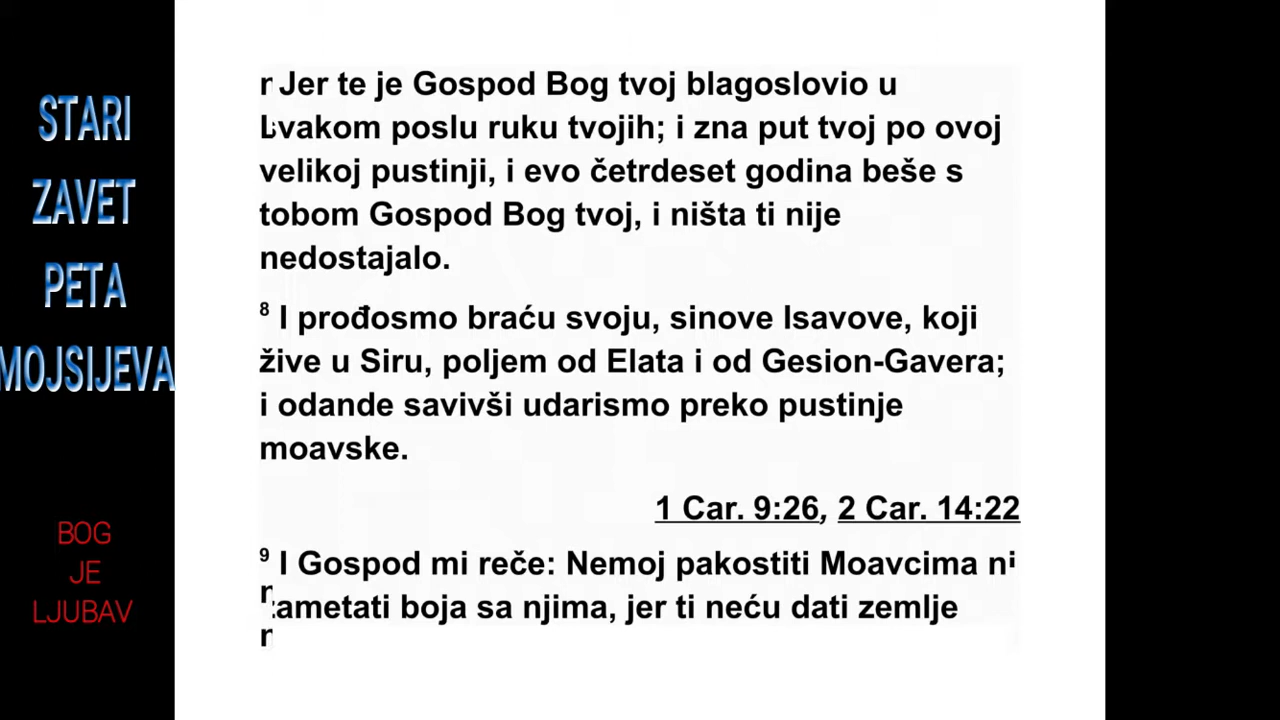 STARI
ZAVET
PETA
MOJSIJEVA
BOG
JE
LJUBAV
Jer te je Gospod Bog tvoj blagoslovio u
svakom poslu ruku tvojih; i zna put tvoj po ovoj
velikoj pustinji, i evo četrdeset godina beše s
tobom Gospod Bog tvoj, i ništa ti nije
nedostajalo.
8 I prođosmo braću svoju, sinove Isavove, koji
žive u Siru, poljem od Elata i od Gesion-Gavera;
i odande savivši udarismo preko pustinje
moavske.
1 Car. 9:26, 2 Car. 14:22
9 I Gospod mi reče: Nemoj pakostiti Moavcima ni
zametati boja sa njima, jer ti neću dati zemlje